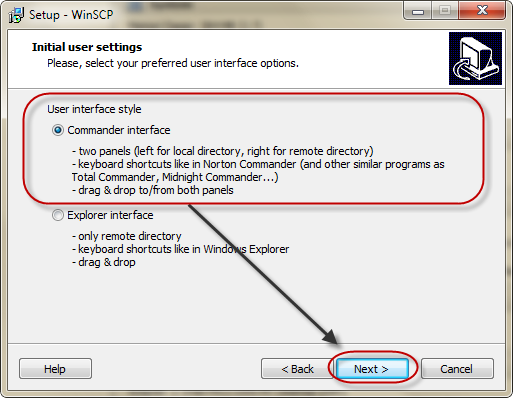 Setup - WinSCP
Initial user settings
Please, select your preferred user interface options.
User interface style
Commander interface
- two panels (left for local directory, right for remote directory)
- keyboard shortcuts like in Norton Commander (and other similar programs as
Total Commander, Midnight Commander...)
- drag & drop to/from both panels
Explorer interface
- only remote directory
- keyboard shortcuts like in Windows Explorer
- drag & drop
Help
< Back
Next >
Cancel